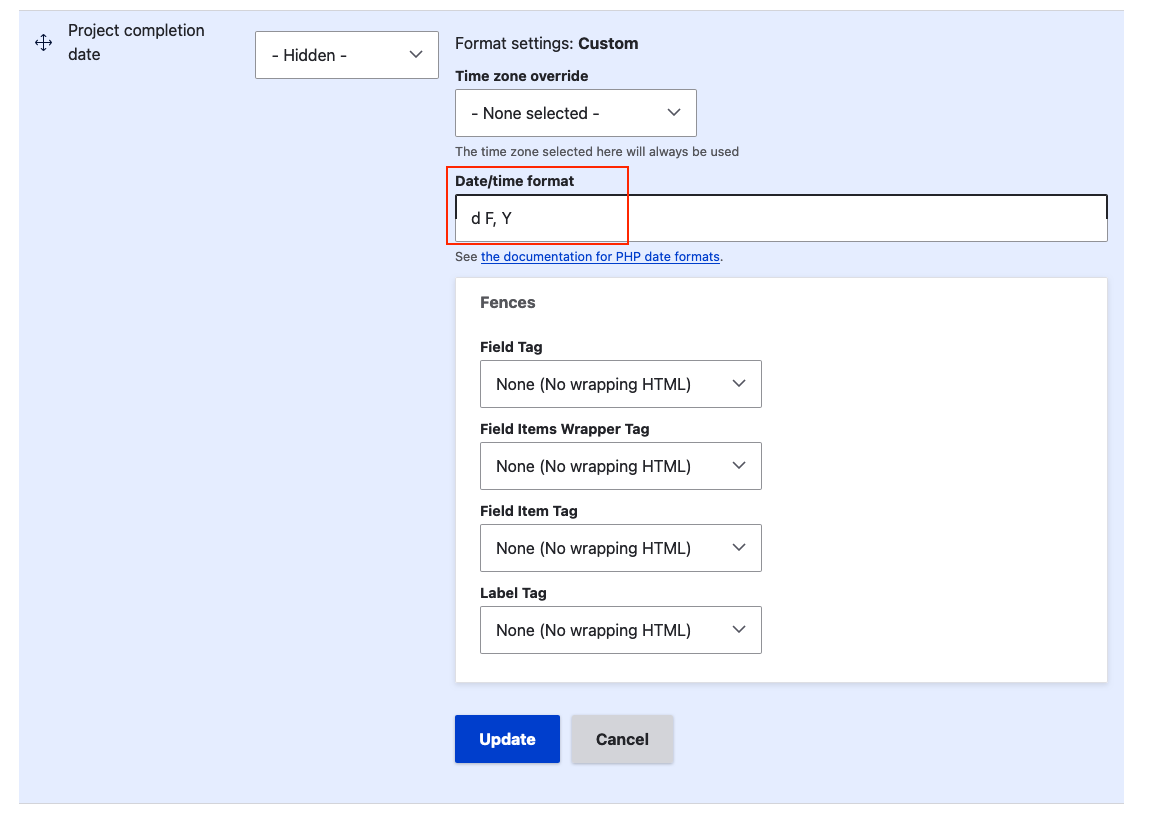 Project completion
date
- Hidden -
Format settings: Custom
Time zone override
- None selected -
The time zone selected here will always be used
Date/time format
d F, Y
See the documentation for PHP date formats.
Fences
Field Tag
None (No wrapping HTML)
Field Items Wrapper Tag
None (No wrapping HTML)
Field Item Tag
None (No wrapping HTML)
Label Tag
None (No wrapping HTML)
Update
Cancel